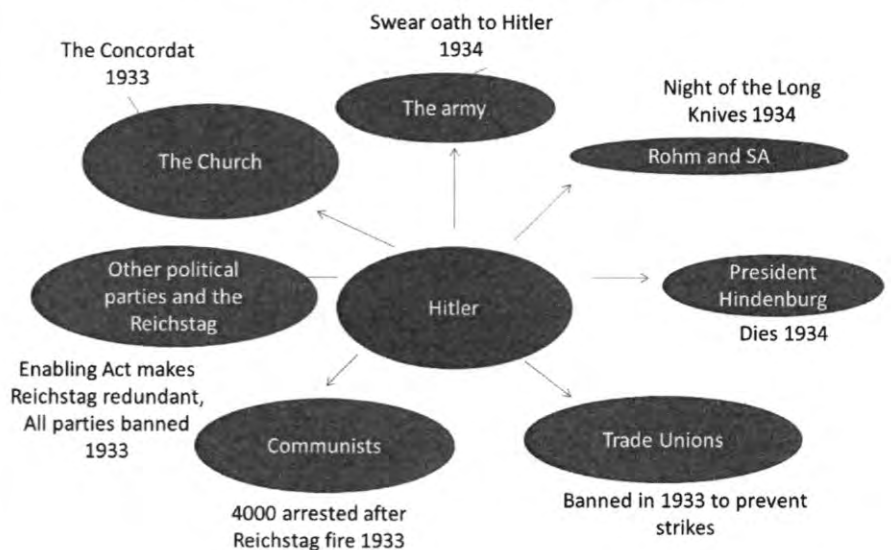 Swear oath to Hitler
1934
The Concordat
1933
The army
Night of the Long
Knives 1934
The Church
Rohm and SA
Other political
parties and the
Reichstag
Hitler
President
Hindenburg
Dies 1934
Enabling Act makes
Reichstag redundant,
All parties banned
1933
Communists
Trade Unions
4000 arrested after
Reichstag fire 1933
Banned in 1933 to prevent
strikes